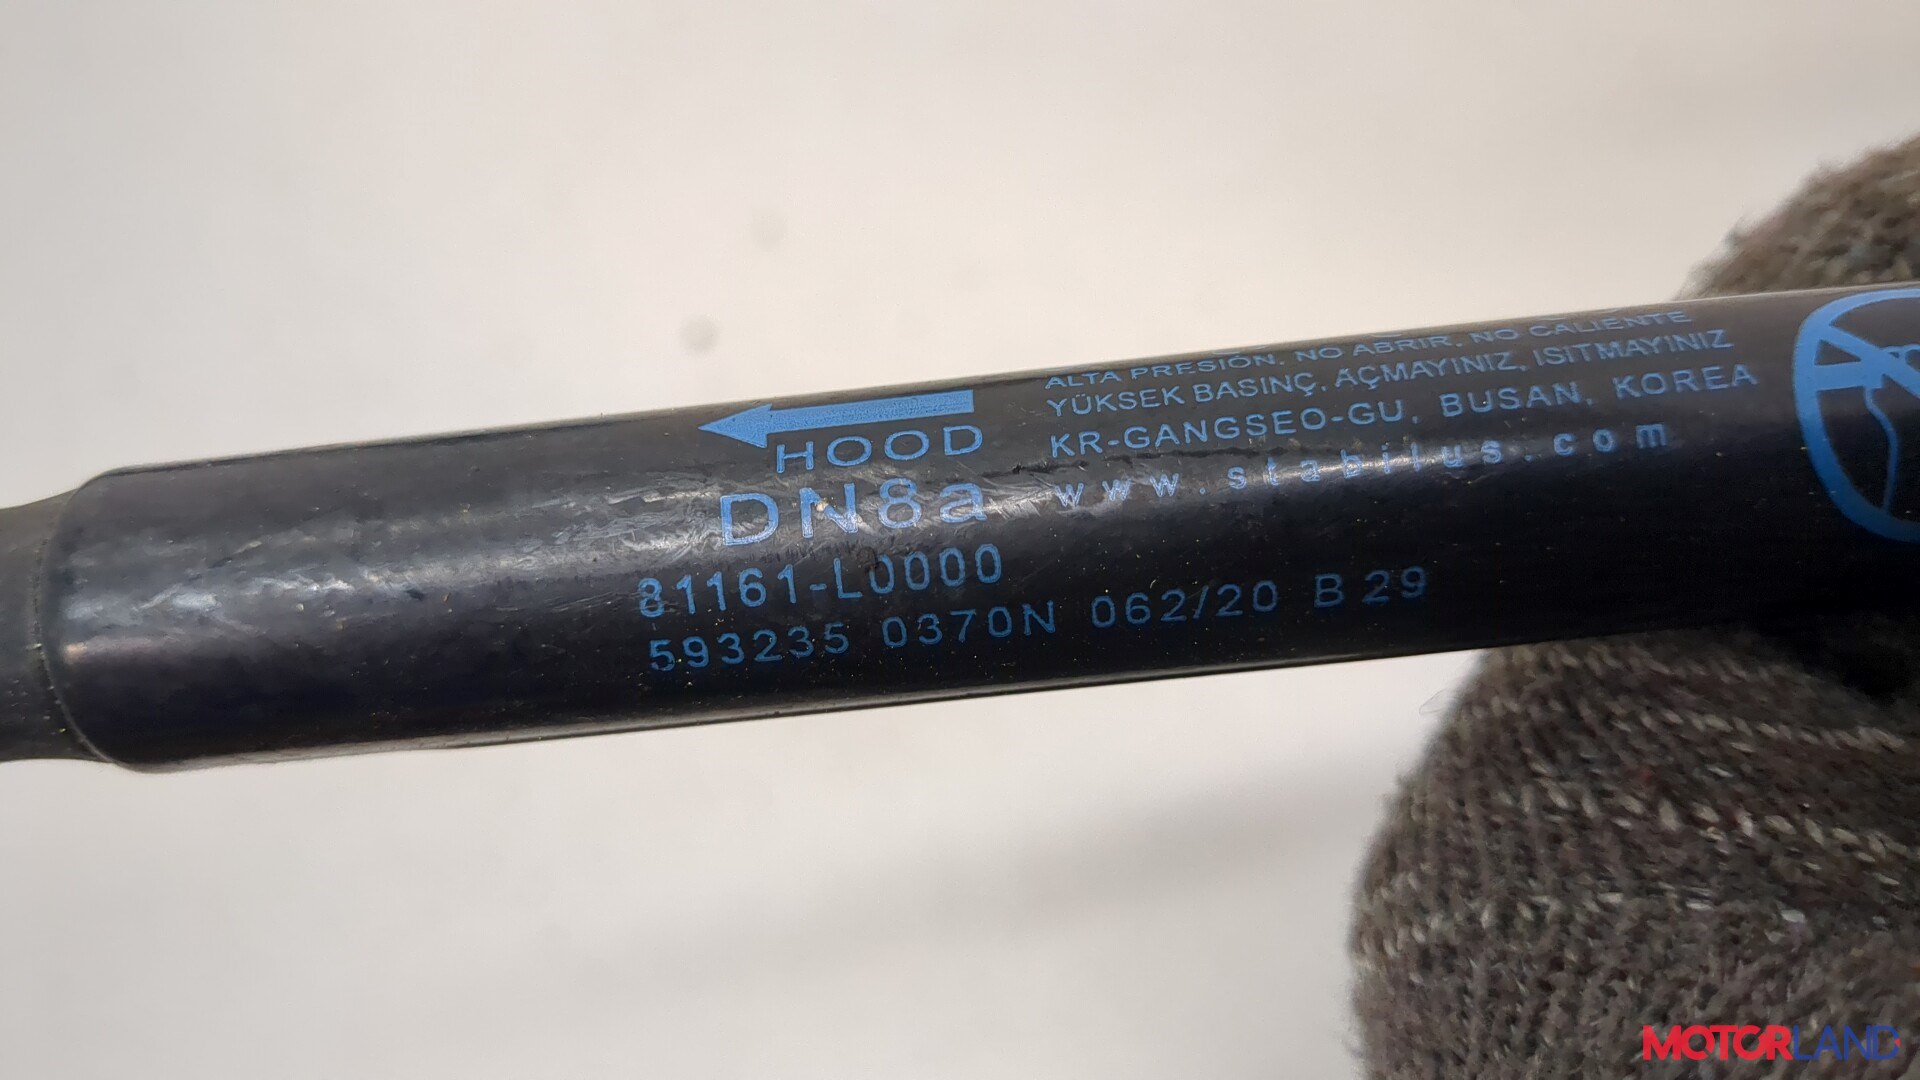 ALTA PRESIÓN, NO ABRIR, NO CALIENTE
YÜKSEK BASINÇ, AÇMAYINIZ, ISITMAYINIZ
KR-GANGSEO-GU, BUSAN, KOREA
www.stabilus.com
HOOD
DN8a
81161-L0000
593235 0370N 062/20 B 29
MOTORLAND